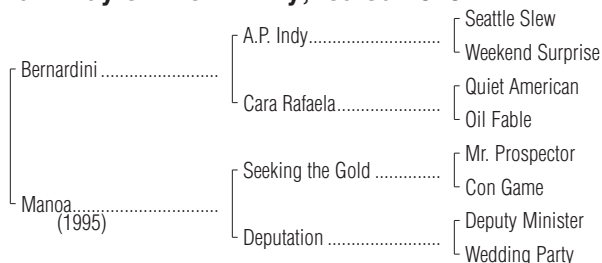 Seattle Slew
A.P. Indy
Weekend Surprise
Bernardini
Quiet American
Cara Rafaela
Oil Fable
Mr. Prospector
Seeking the Gold
Con Game
Manoa
(1995)
Deputy Minister
Deputation
Wedding Party